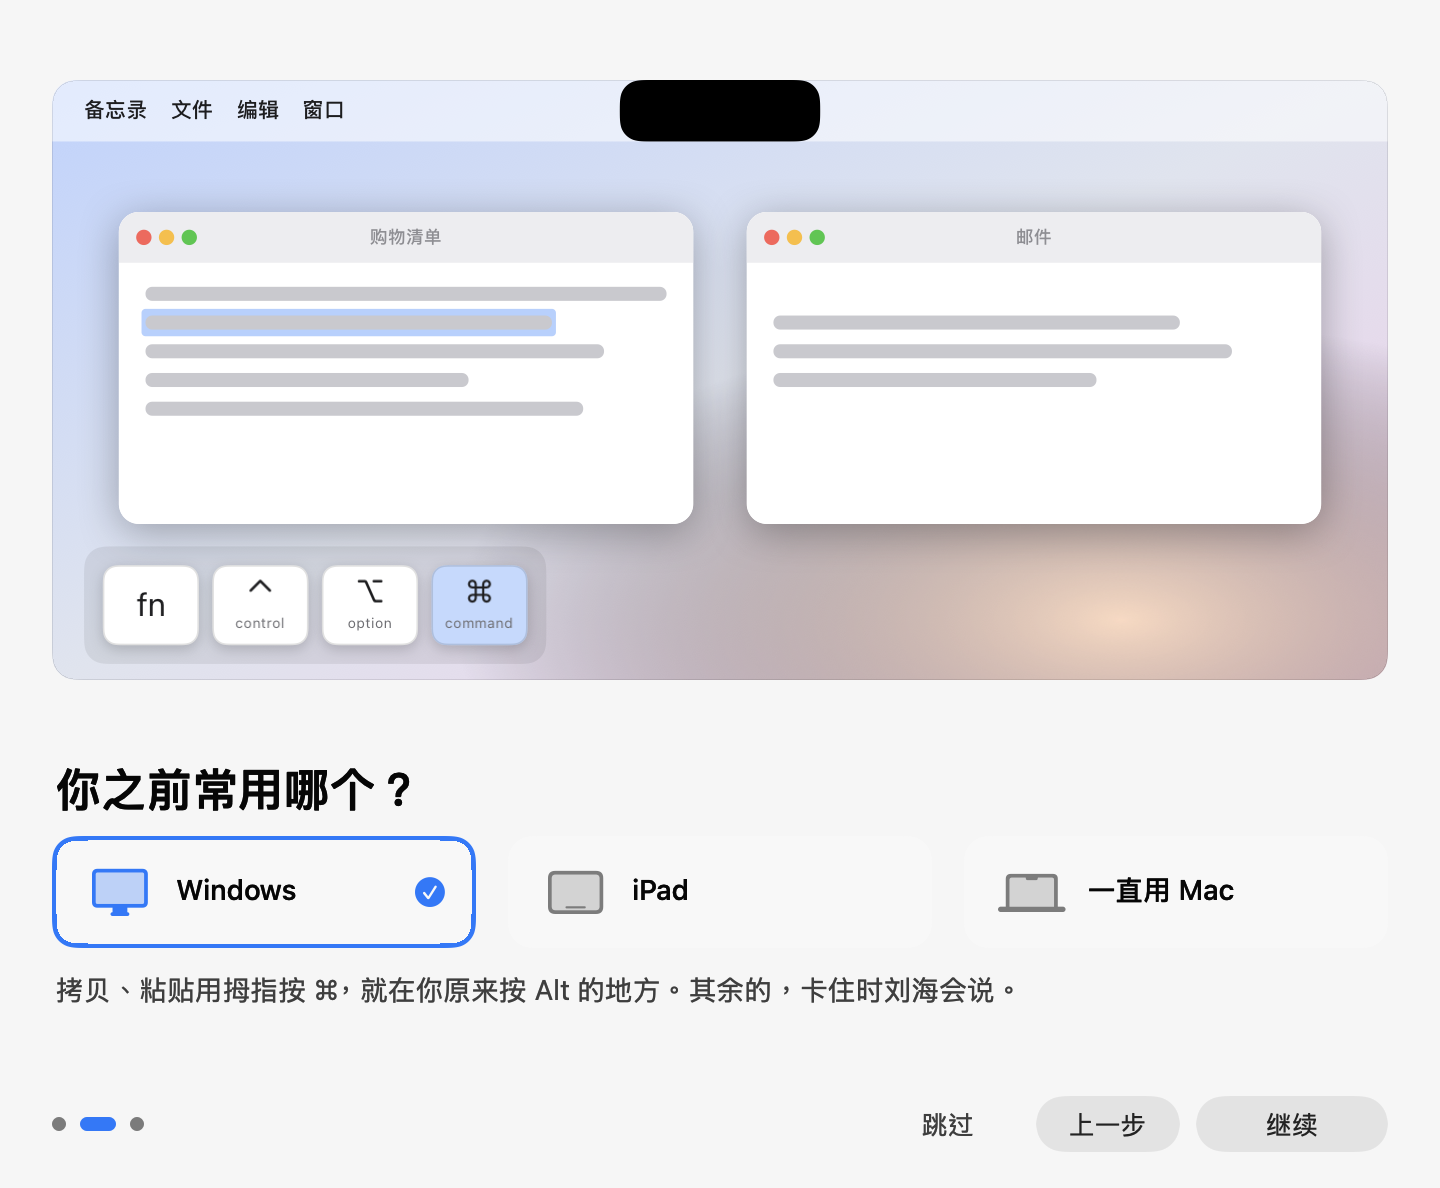 备忘录 文件 编辑 窗口
购物清单
邮件
fn
control
option
⌘
command
你之前常用哪个？
Windows
iPad
一直用 Mac
拷贝、粘贴用拇指按 ⌘，就在你原来按 Alt 的地方。其余的，卡住时刘海会说。
跳过
上一步
继续